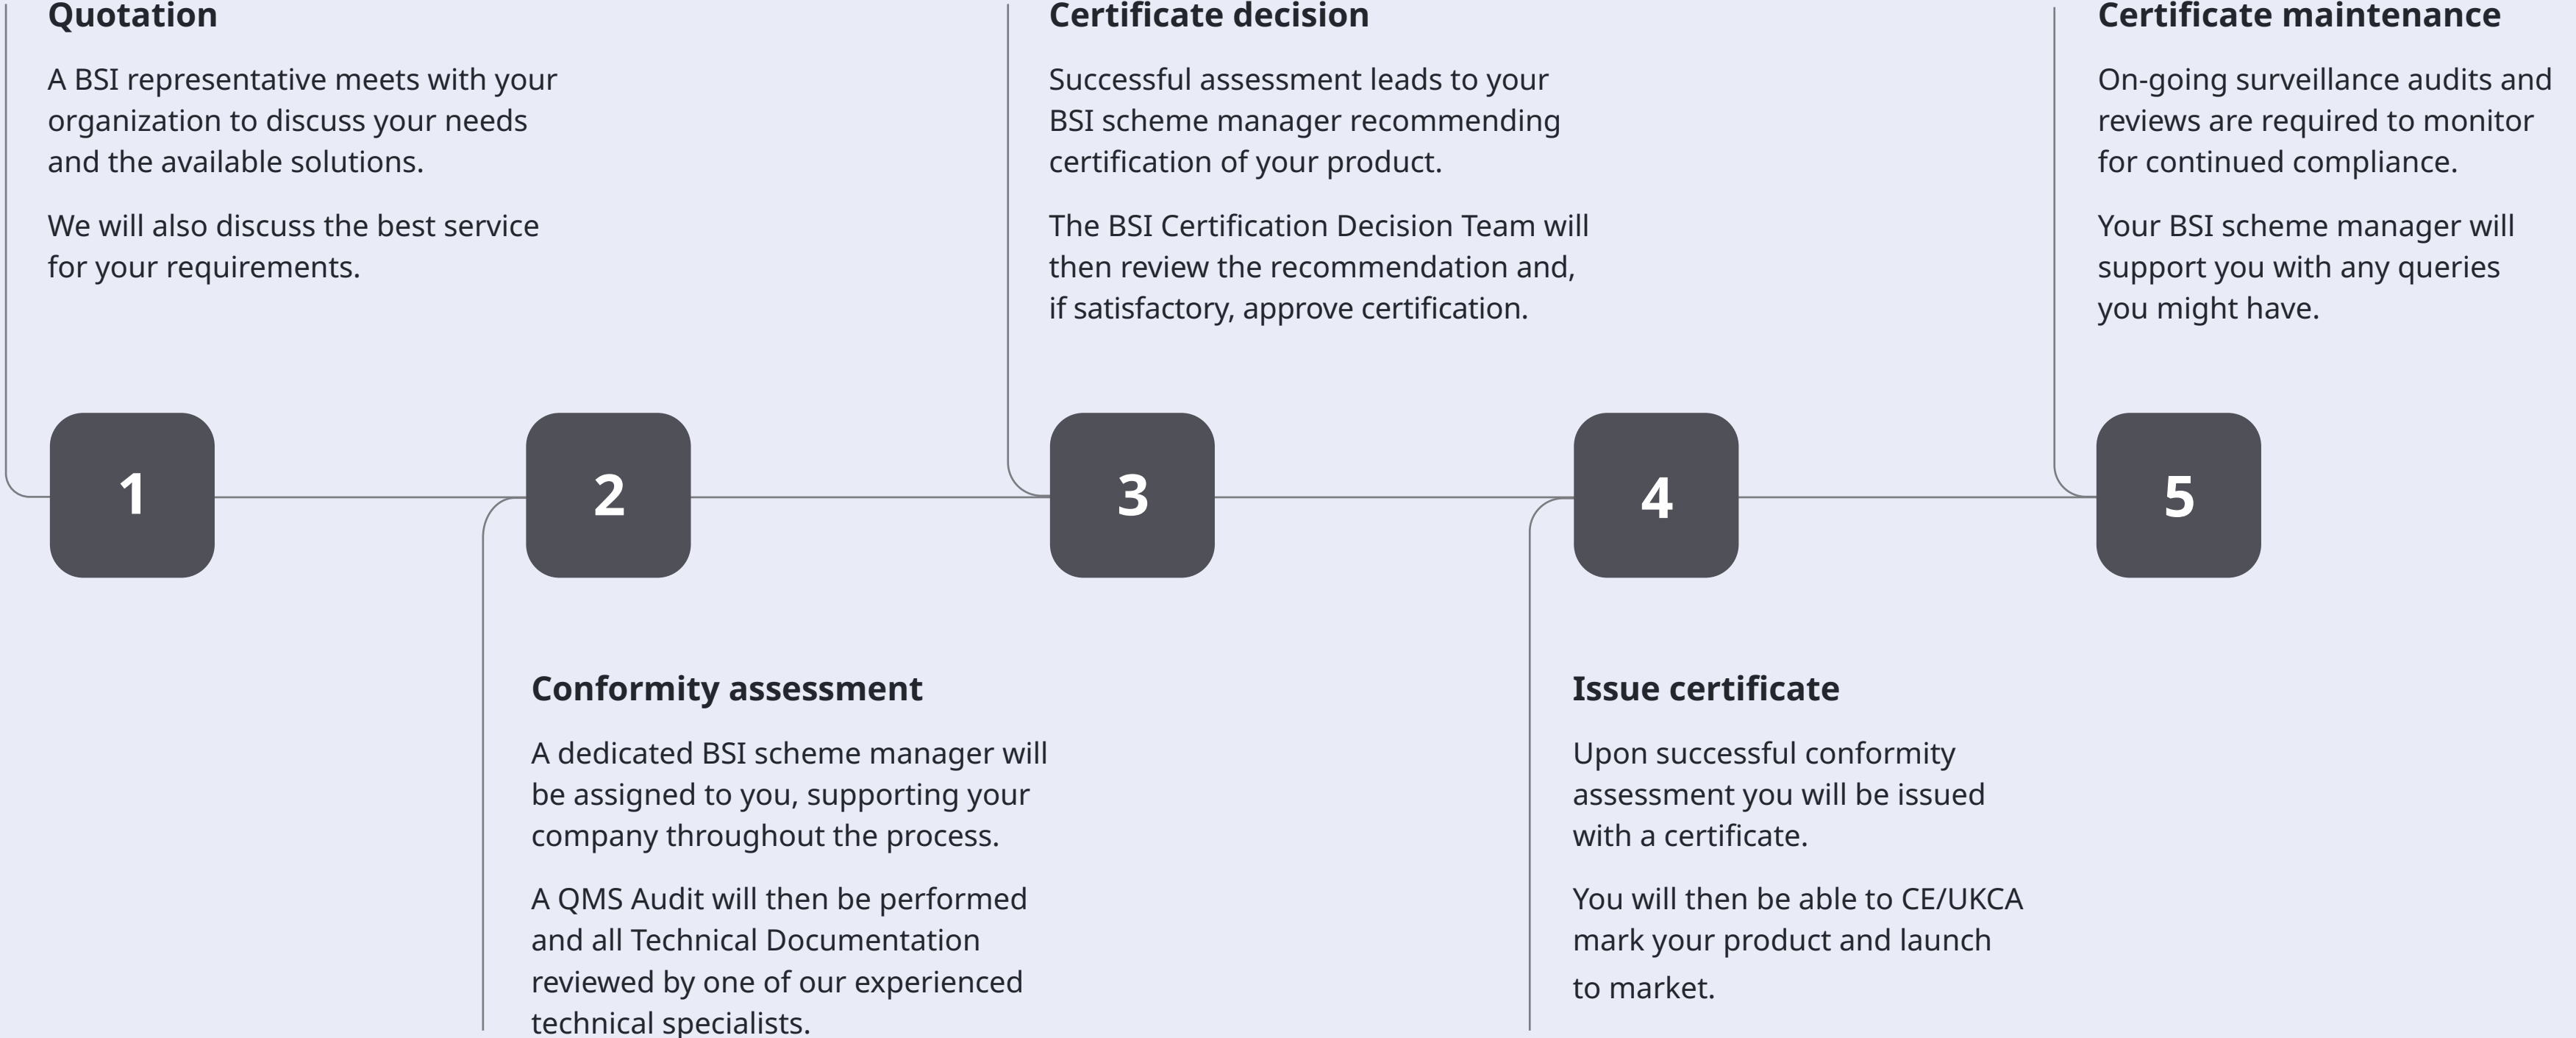 Quotation
A BSI representative meets with your
organization to discuss your needs
and the available solutions.
We will also discuss the best service
for your requirements.
1
2
Conformity assessment
A dedicated BSI scheme manager will
be assigned to you, supporting your
company throughout the process.
A QMS Audit will then be performed
and all Technical Documentation
reviewed by one of our experienced
technical specialists.
Certificate decision
Successful assessment leads to your
BSI scheme manager recommending
certification of your product.
The BSI Certification Decision Team will
then review the recommendation and,
if satisfactory, approve certification.
3
4
Issue certificate
Upon successful conformity
assessment you will be issued
with a certificate.
You will then be able to CE/UKCA
mark your product and launch
to market.
Certificate maintenance
On-going surveillance audits and
reviews are required to monitor
for continued compliance.
Your BSI scheme manager will
support you with any queries
you might have.
5